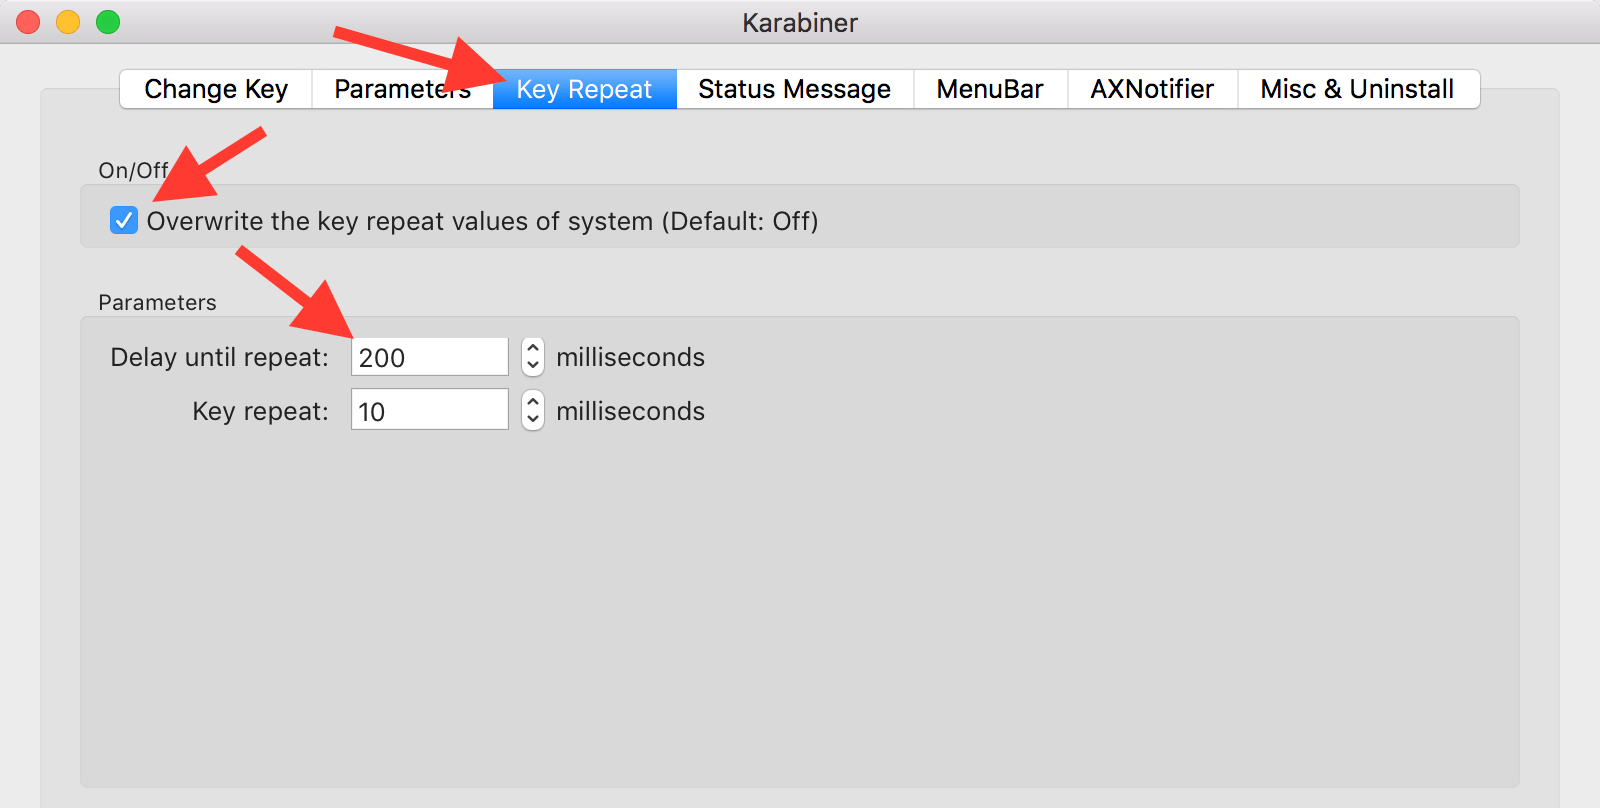 Karabiner
Change Key Parameters Key Repeat Status Message MenuBar AXNotifier Misc & Uninstall
On/Off
Overwrite the key repeat values of system (Default: Off)
Parameters
Delay until repeat: 200 milliseconds
Key repeat: 10 milliseconds